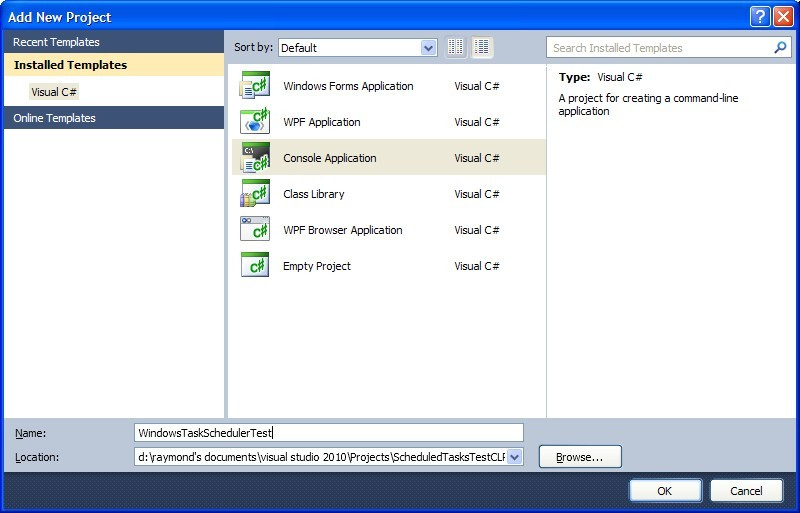 Add New Project
Recent Templates
Installed Templates
Visual C#
Online Templates
Sort by: Default
Search Installed Templates
Windows Forms Application Visual C#
WPF Application Visual C#
Console Application Visual C#
Class Library Visual C#
WPF Browser Application Visual C#
Empty Project Visual C#
Type: Visual C#
A project for creating a command-line
application
Name: WindowsTaskSchedulerTest
Location: d:\raymond's documents\visual studio 2010\Projects\ScheduledTasksTestCLR
Browse...
OK Cancel